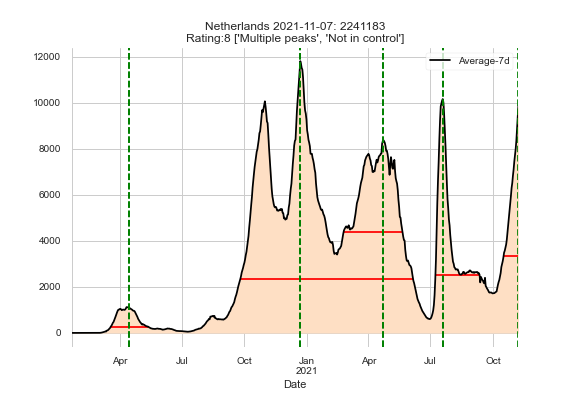 Netherlands 2021-11-07: 2241183
Rating:8 ['Multiple peaks', 'Not in control']
Average-7d
12000
10000
8000
6000
4000
2000
0
Apr Jul Oct Jan Apr Jul Oct
2021
Date